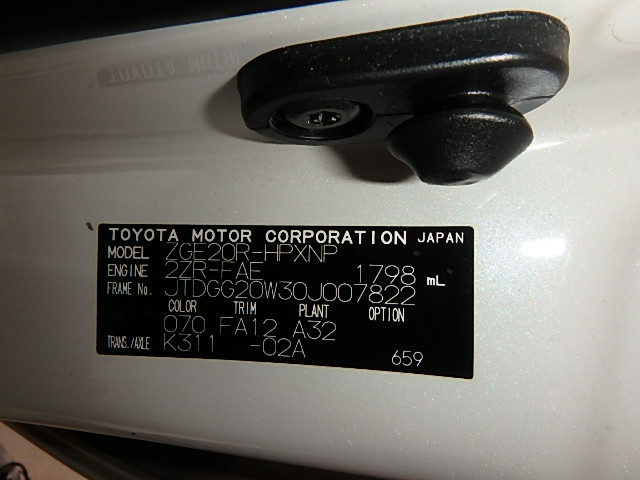 TOYOTA MOTOR CORPORATION JAPAN
MODEL ZGE20R-HPXNP
ENGINE 2ZR-FAE 1798 mL
FRAME No. JTDGG20W30J007822
COLOR TRIM PLANT OPTION
070 FA12 A32
TRANS./AXLE K311 -02A
659